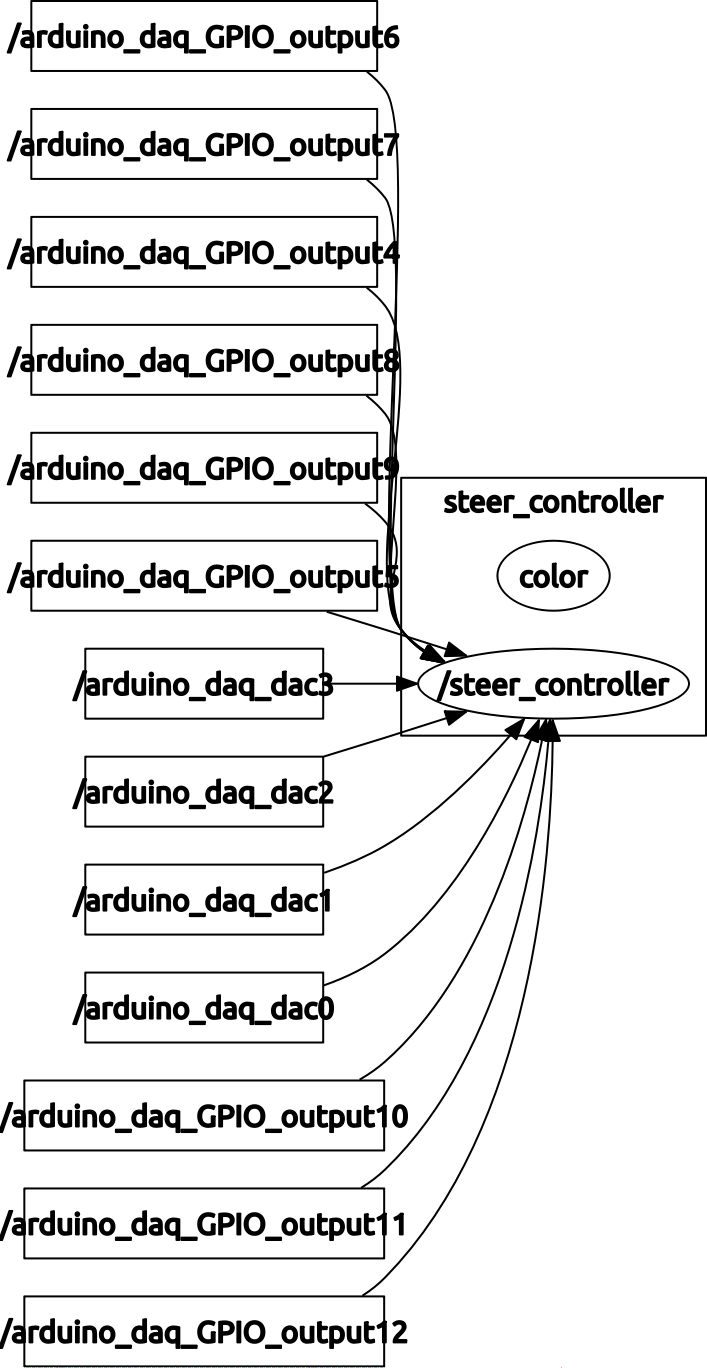 /arduino_daq_GPIO_output6
/arduino_daq_GPIO_output7
/arduino_daq_GPIO_output4
/arduino_daq_GPIO_output8
/arduino_daq_GPIO_output9
steer_controller
/arduino_daq_GPIO_output5
color
/arduino_daq_dac3
/steer_controller
/arduino_daq_dac2
/arduino_daq_dac1
/arduino_daq_dac0
/arduino_daq_GPIO_output10
/arduino_daq_GPIO_output11
/arduino_daq_GPIO_output12